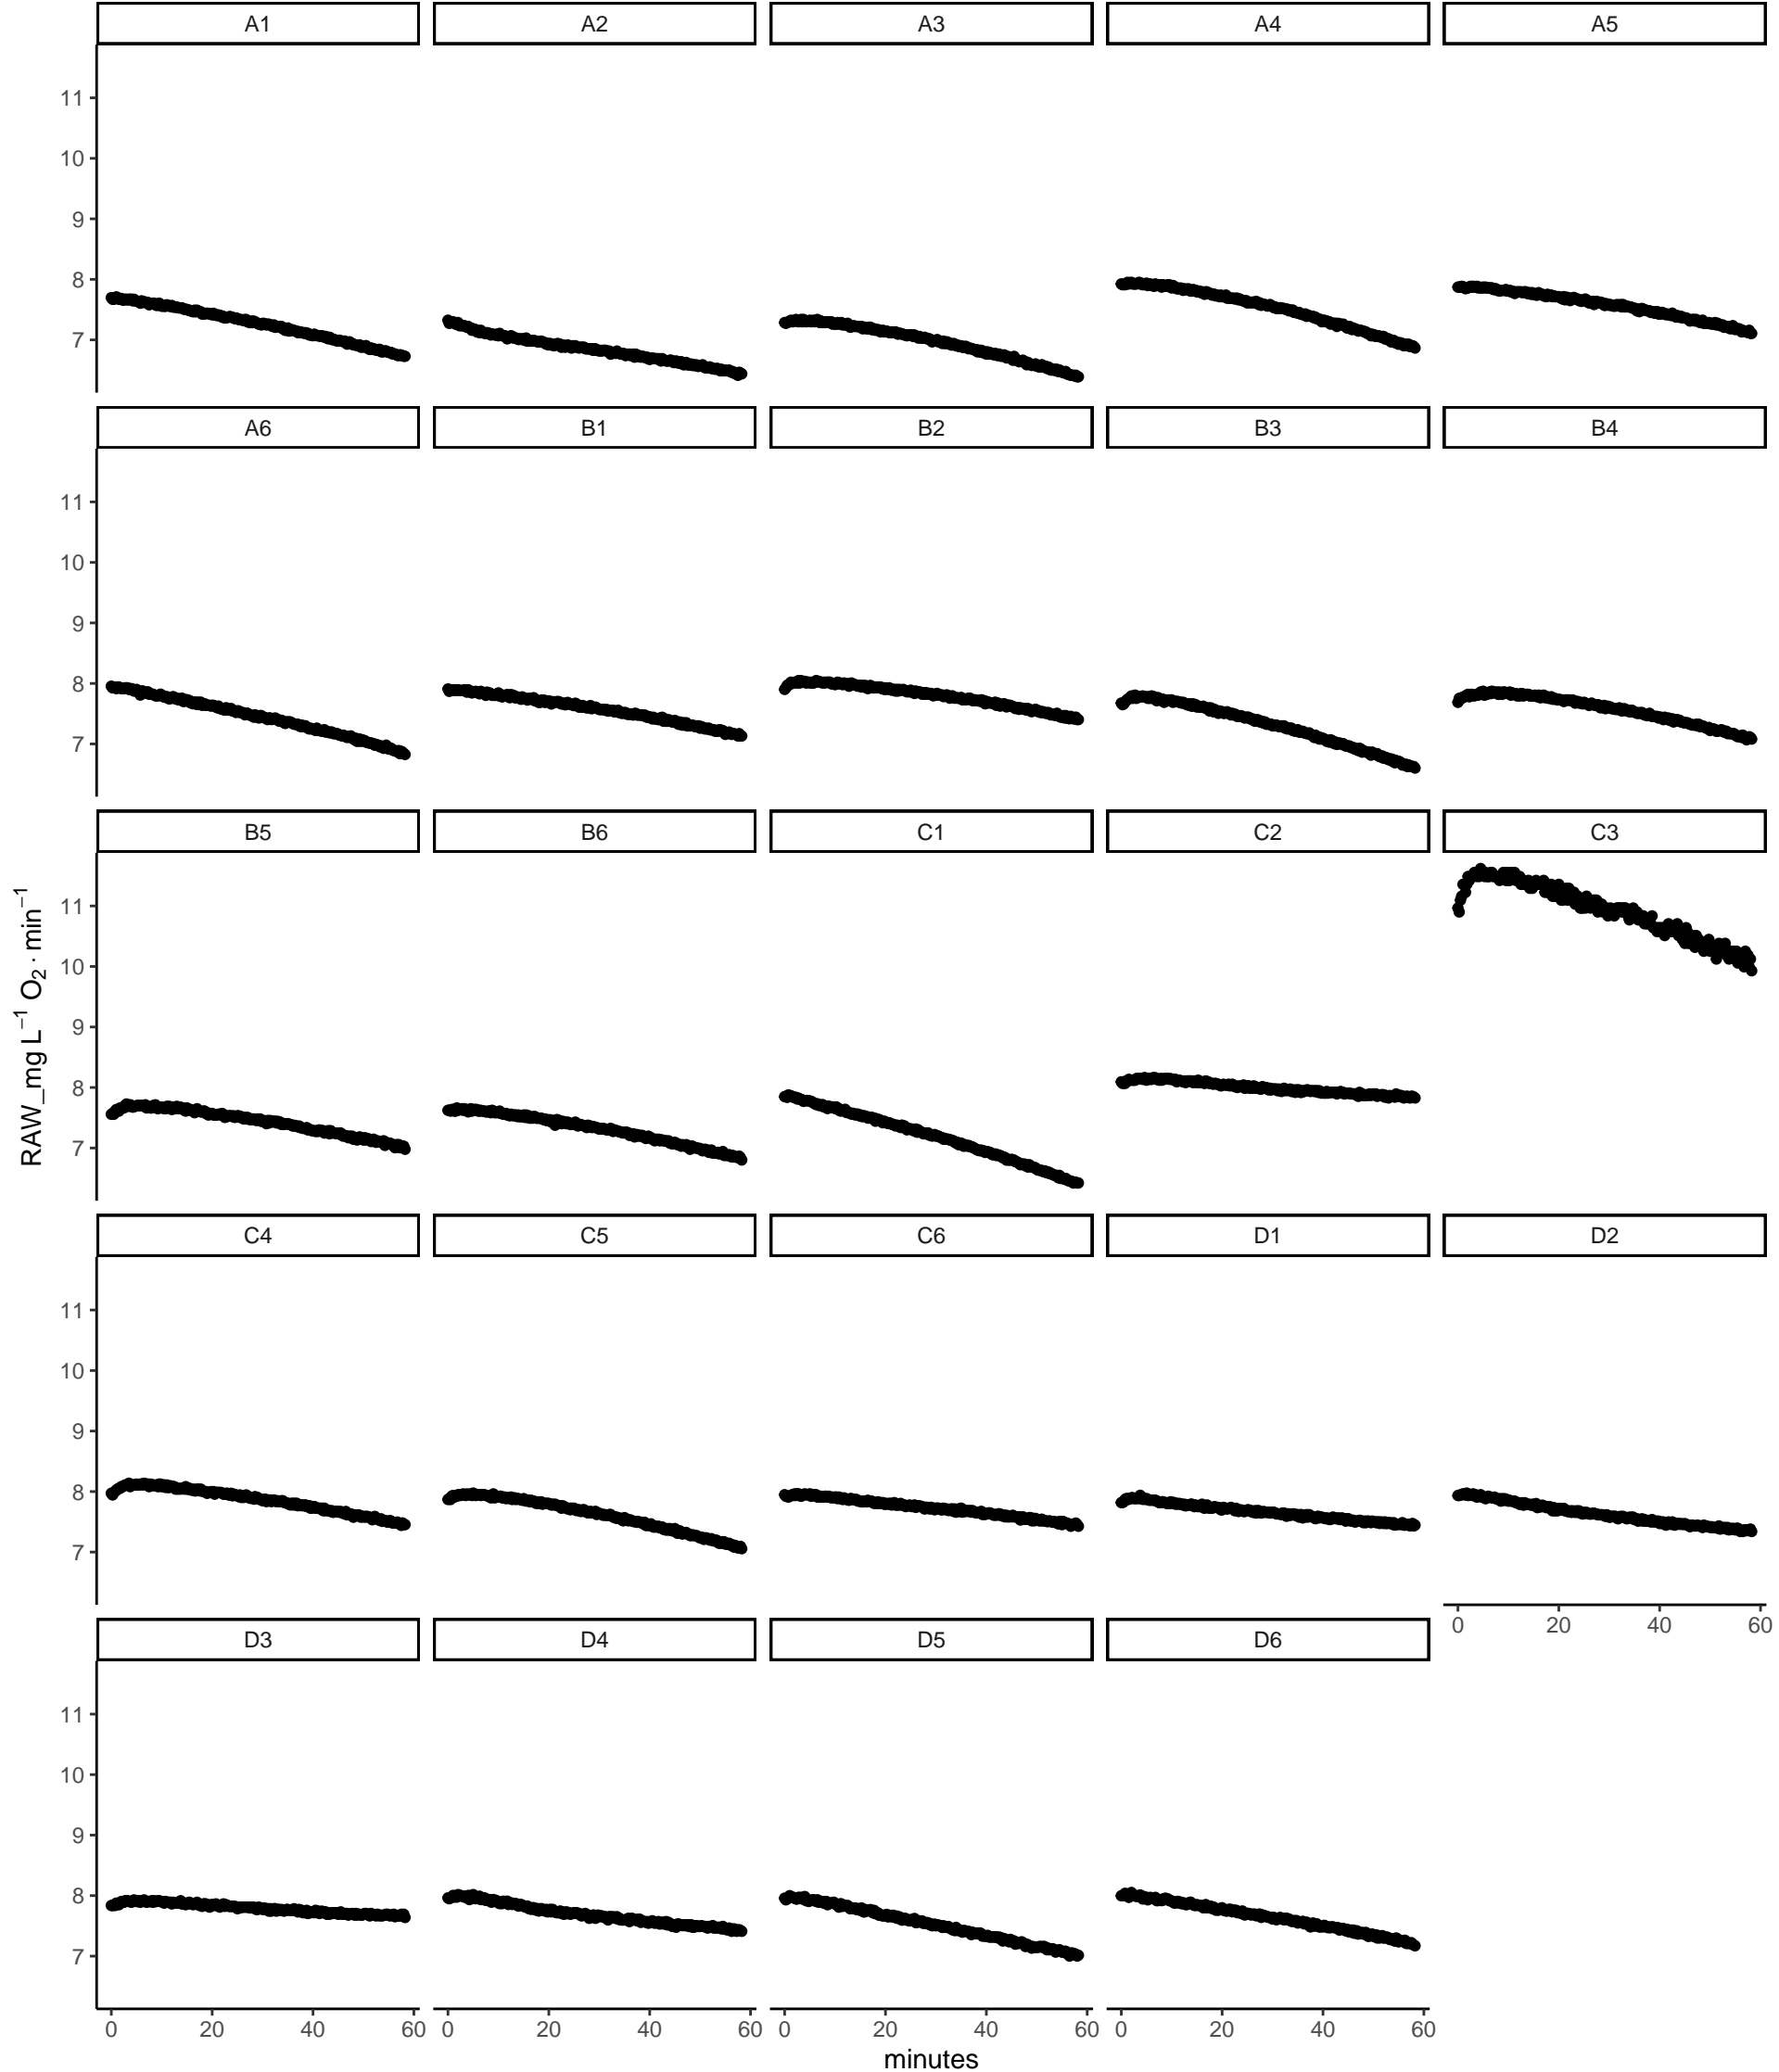 A1 A2 A3 A4 A5
11
10
9
8
7
A6 B1 B2 B3 B4
11
10
9
8
7
B5 B6 C1 C2 C3
11
10
9
8
7
RAW_mg L⁻¹ O₂ · min⁻¹
C4 C5 C6 D1 D2
11
10
9
8
7
0 20 40 60
D3 D4 D5 D6
11
10
9
8
7
0 20 40 60 0 20 40 60 0 20 40 60 0 20 40 60
minutes